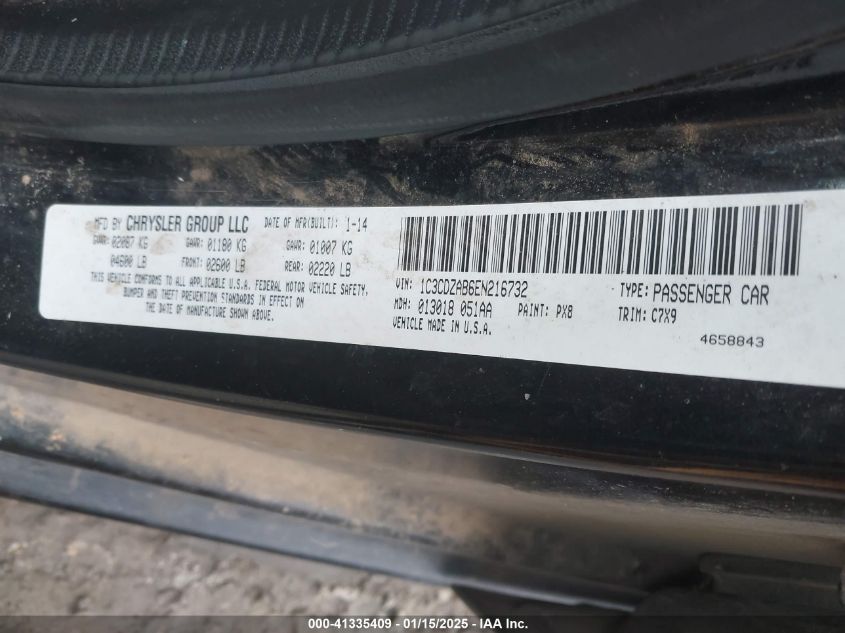 MFD BY CHRYSLER GROUP LLC DATE OF MFR(BUILT): 1-14
GVWR: 02087 KG GAWR: 01180 KG GAWR: 01007 KG
04600 LB FRONT: 02600 LB REAR: 02220 LB
THIS VEHICLE CONFORMS TO ALL APPLICABLE U.S.A. FEDERAL MOTOR VEHICLE SAFETY,
BUMPER AND THEFT PREVENTION STANDARDS IN EFFECT ON THE
DATE OF MANUFACTURE SHOWN ABOVE.
VIN: 1C3CDZAB6EN216732 TYPE: PASSENGER CAR
MDH: 013018 051AA PAINT: PX8 TRIM: C7X9
VEHICLE MADE IN U.S.A.
4658843
000-41335409 - 01/15/2025 - IAA Inc.